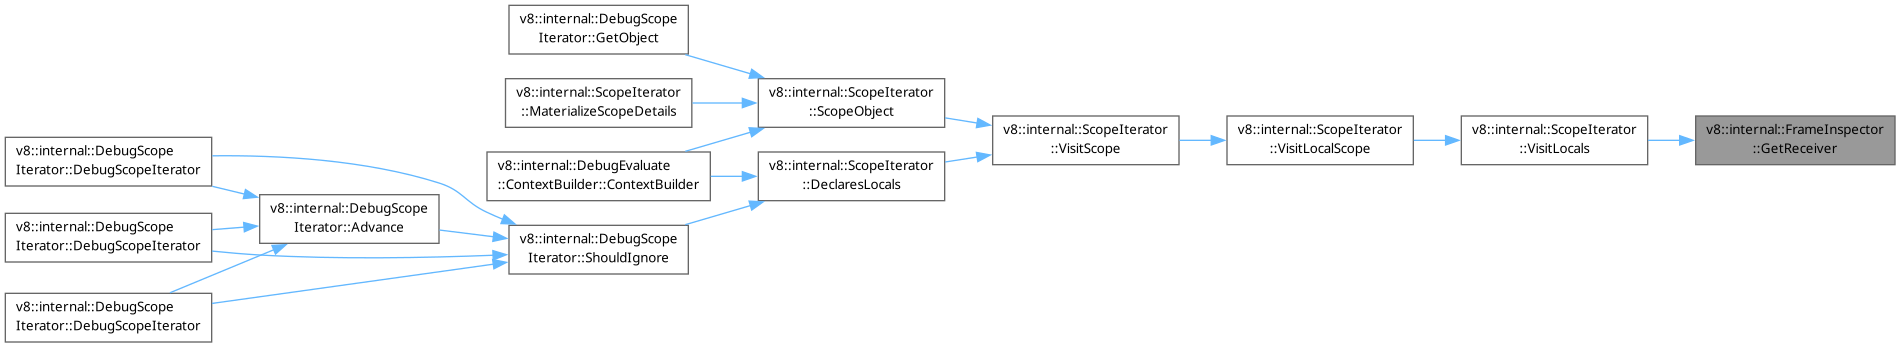 v8::internal::DebugScope
Iterator::GetObject
v8::internal::ScopeIterator
::MaterializeScopeDetails
v8::internal::ScopeIterator
::ScopeObject
v8::internal::ScopeIterator
::VisitScope
v8::internal::ScopeIterator
::VisitLocalScope
v8::internal::ScopeIterator
::VisitLocals
v8::internal::FrameInspector
::GetReceiver
v8::internal::DebugScope
Iterator::DebugScopeIterator
v8::internal::DebugEvaluate
::ContextBuilder::ContextBuilder
v8::internal::ScopeIterator
::DeclaresLocals
v8::internal::DebugScope
Iterator::Advance
v8::internal::DebugScope
Iterator::DebugScopeIterator
v8::internal::DebugScope
Iterator::ShouldIgnore
v8::internal::DebugScope
Iterator::DebugScopeIterator